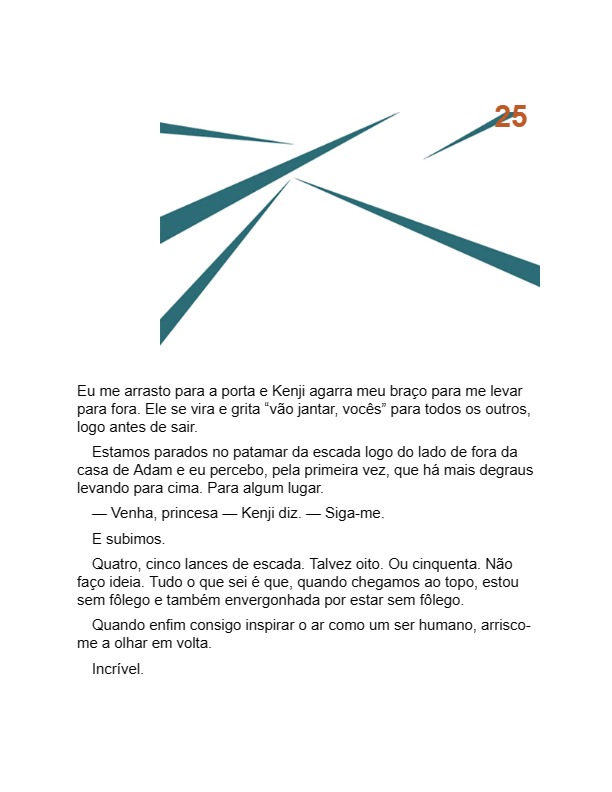 25
Eu me arrasto para a porta e Kenji agarra meu braço para me levar
para fora. Ele se vira e grita “vão jantar, vocês” para todos os outros,
logo antes de sair.
Estamos parados no patamar da escada logo do lado de fora da
casa de Adam e eu percebo, pela primeira vez, que há mais degraus
levando para cima. Para algum lugar.
— Venha, princesa — Kenji diz. — Siga-me.
E subimos.
Quatro, cinco lances de escada. Talvez oito. Ou cinquenta. Não
faço ideia. Tudo o que sei é que, quando chegamos ao topo, estou
sem fôlego e também envergonhada por estar sem fôlego.
Quando enfim consigo inspirar o ar como um ser humano, arrisco-
me a olhar em volta.
Incrível.